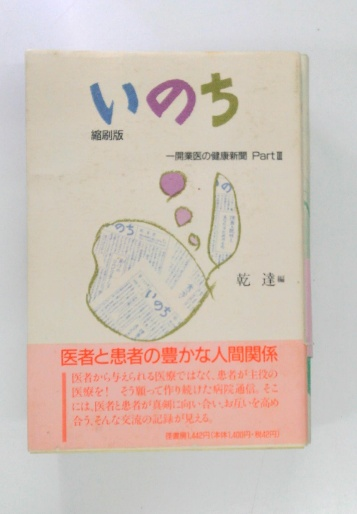 いのち
縮刷版
一開業医の健康新聞 PartⅢ
の
のち
いのち
乾 達 編
医者と患者の豊かな人間関係
医者から与えられる医療ではなく、患者が主役の
医療を！ そう願って作り続けた病院通信。そこ
には、医者と患者が真剣に向い合い、お互いを高め
合う、そんな交流の記録が見える。